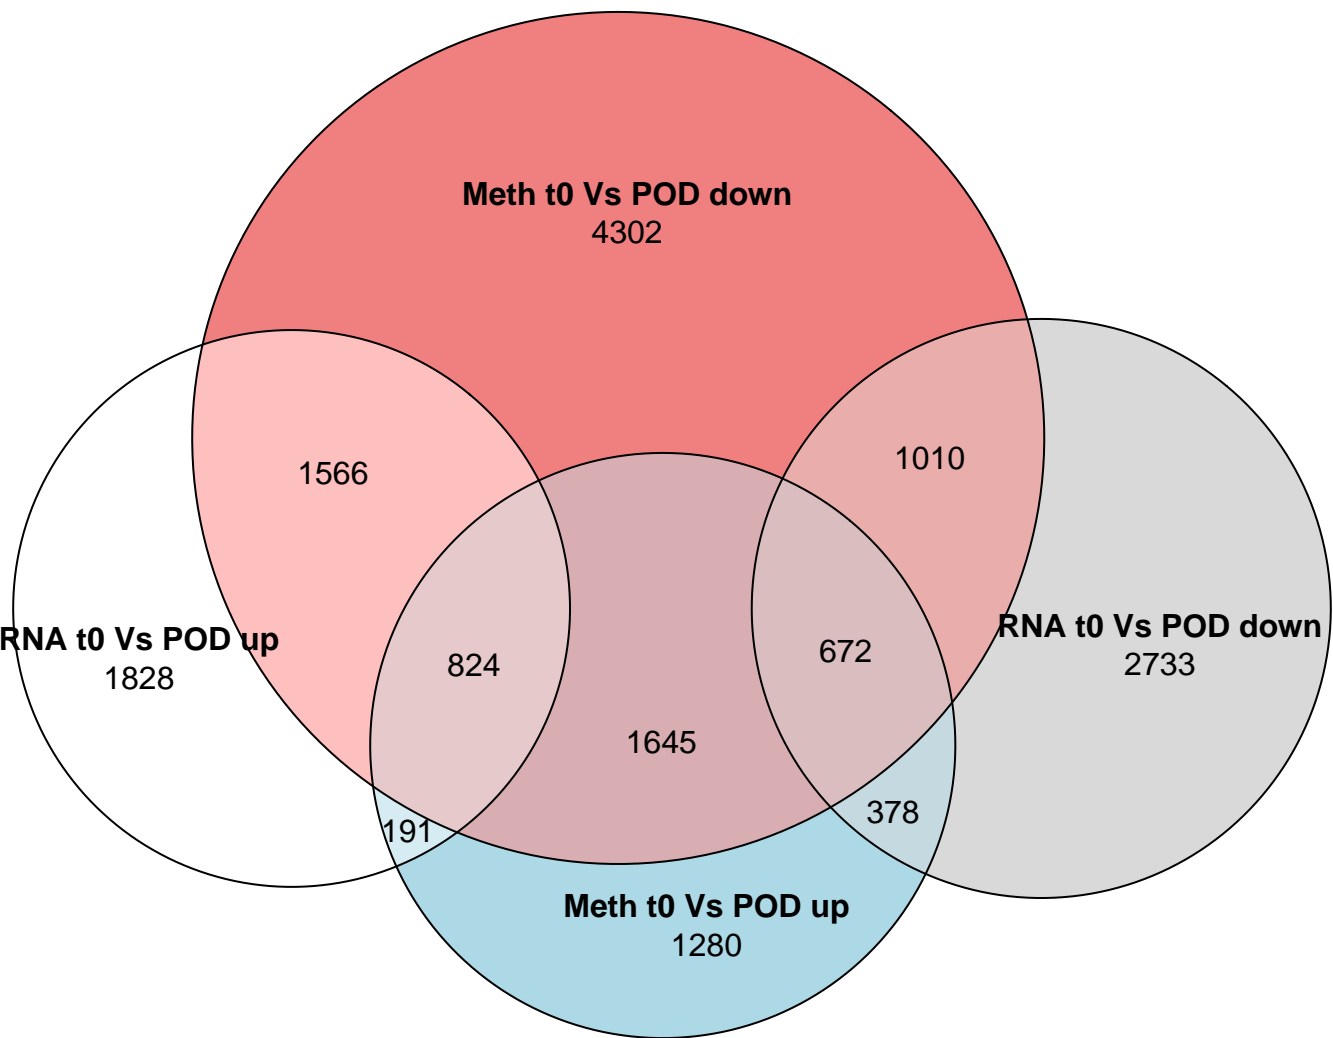 Meth t0 Vs POD down
4302
1566
1010
RNA t0 Vs POD up
1828
824
672
RNA t0 Vs POD down
2733
1645
191
378
Meth t0 Vs POD up
1280